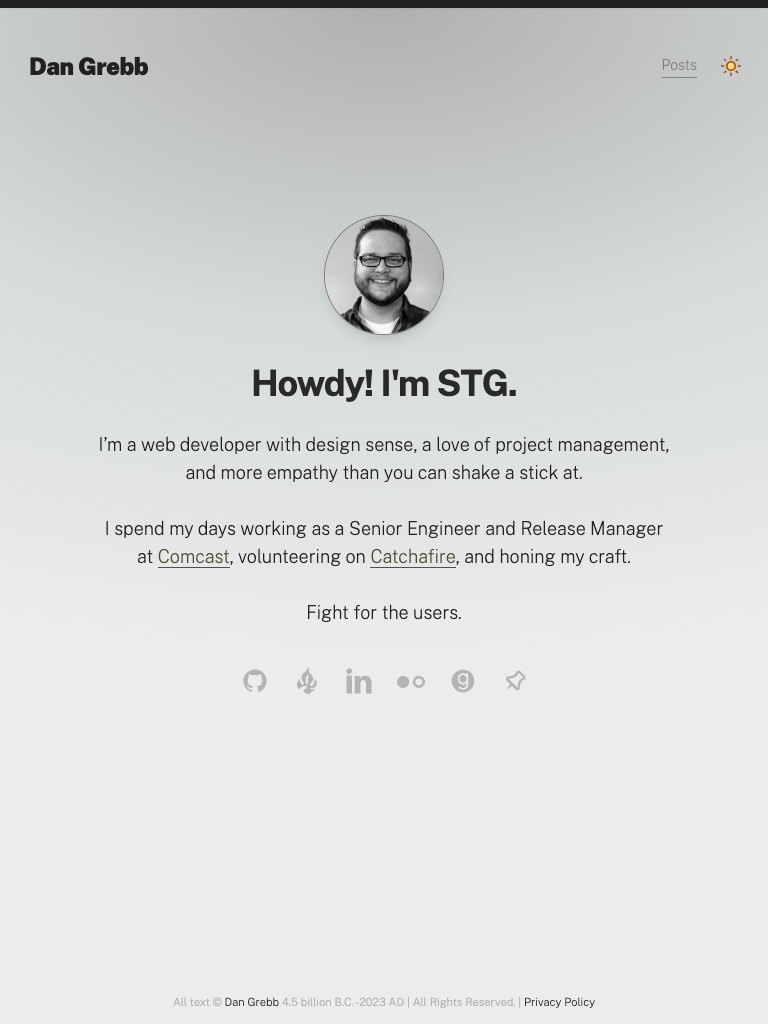 Dan Grebb
Posts
Howdy! I'm STG.
I’m a web developer with design sense, a love of project management,
and more empathy than you can shake a stick at.
I spend my days working as a Senior Engineer and Release Manager
at Comcast, volunteering on Catchafire, and honing my craft.
Fight for the users.
All text © Dan Grebb 4.5 billion B.C.-2023 AD | All Rights Reserved. | Privacy Policy